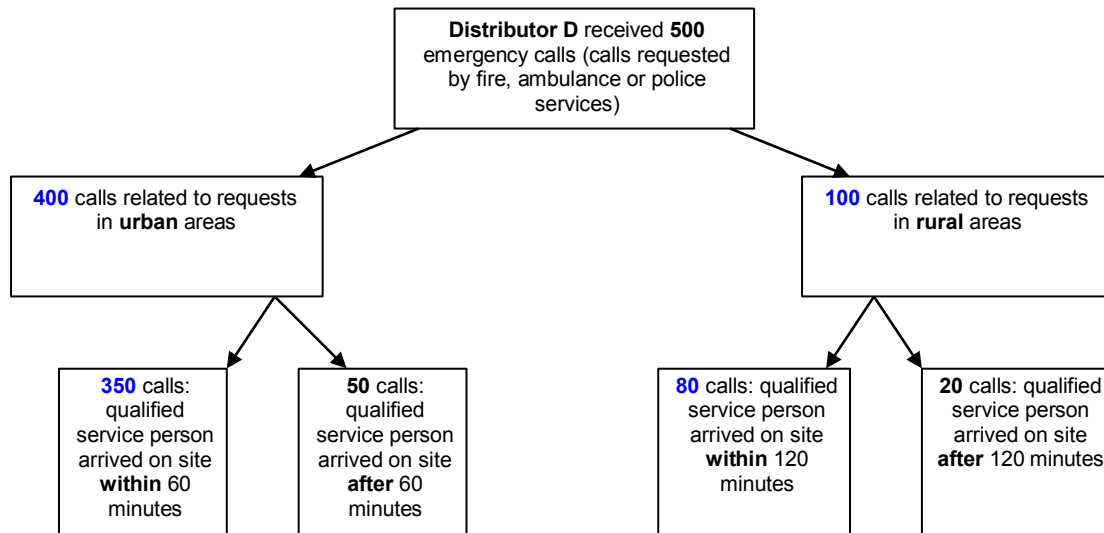 Distributor D received 500
emergency calls (calls requested
by fire, ambulance or police
services)
400 calls related to requests
in urban areas
100 calls related to requests
in rural areas
350 calls:
qualified
service person
arrived on site
within 60
minutes
50 calls:
qualified
service person
arrived on site
after 60
minutes
80 calls: qualified
service person
arrived on site
within 120
minutes
20 calls: qualified
service person
arrived on site
after 120 minutes